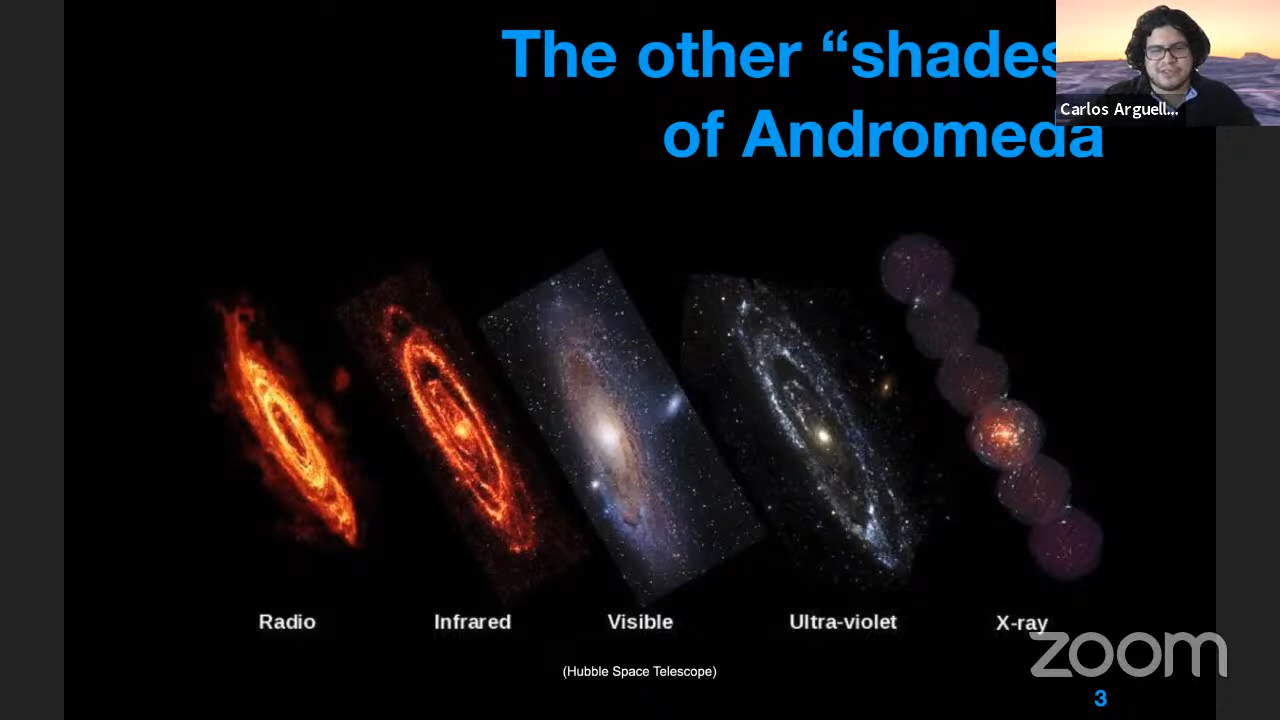 The other “shades
of Andromeda
Carlos Arguell...
Radio Infrared Visible Ultra-violet X-ray
(Hubble Space Telescope)
zoom
3